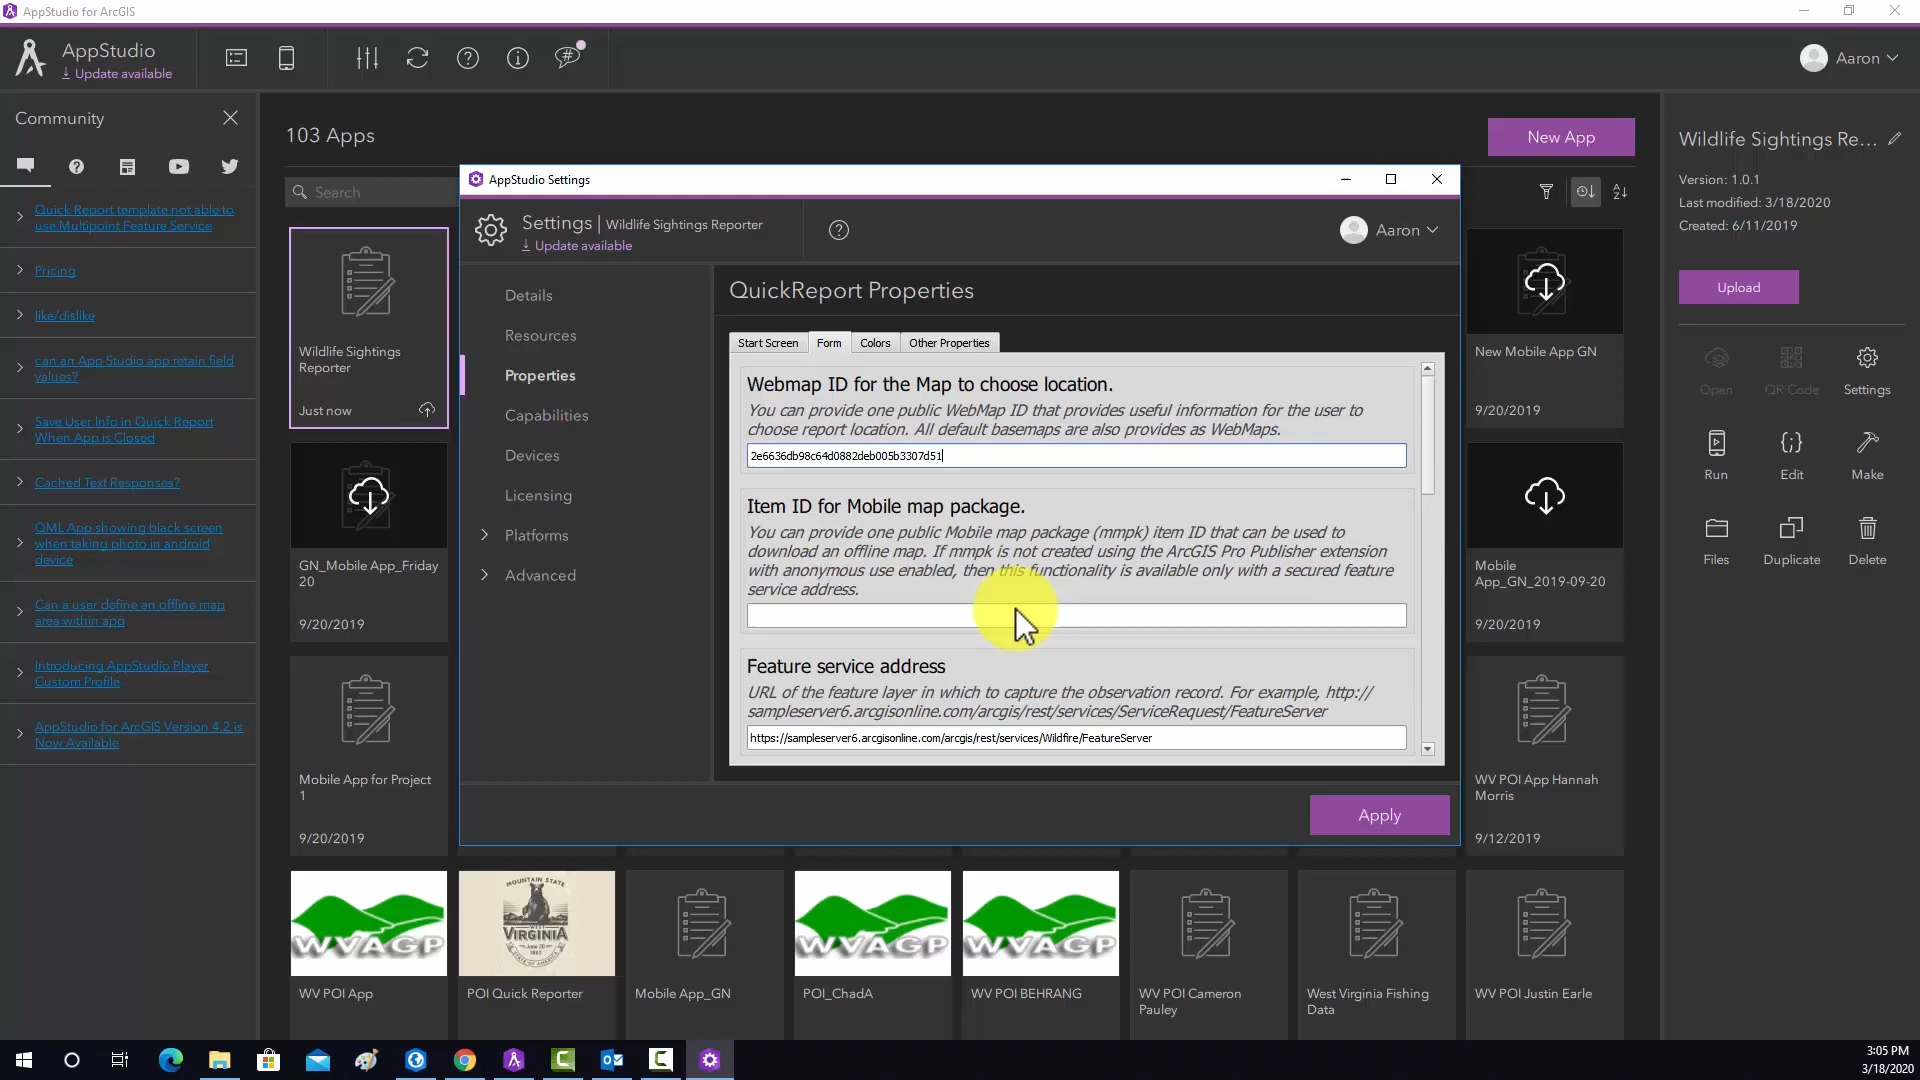 AppStudio for ArcGIS
AppStudio
Update available
Aaron
Community
Quick Report template not able to
use Multipoint Feature Service
Pricing
like/dislike
can an App Studio app retain field
values?
Save User Info in Quick Report
When App is Closed
Cached Text Responses?
QML App showing black screen
when taking photo in android
device
Can a user define an offline map
area within app
Introducing AppStudio Player
Custom Profile
AppStudio for ArcGIS Version 4.2 is
Now Available
103 Apps
New App
Search
Wildlife Sightings
Reporter
Just now
GN_Mobile App_Friday
20
9/20/2019
Mobile App for Project
1
9/20/2019
AppStudio Settings
Settings | Wildlife Sightings Reporter
Update available
Aaron
Details
Resources
Properties
Capabilities
Devices
Licensing
Platforms
Advanced
QuickReport Properties
Start Screen
Form
Colors
Other Properties
Webmap ID for the Map to choose location.
You can provide one public WebMap ID that provides useful information for the user to
choose report location. All default basemaps are also provides as WebMaps.
2e6636db98c64d0882deb005b3307d51
Item ID for Mobile map package.
You can provide one public Mobile map package (mmpk) item ID that can be used to
download an offline map. If mmpk is not created using the ArcGIS Pro Publisher extension
with anonymous use enabled, then this functionality is available only with a secured feature
service address.
Feature service address
URL of the feature layer in which to capture the observation record. For example, http://
sampleserver6.arcgisonline.com/arcgis/rest/services/ServiceRequest/FeatureServer
https://sampleserver6.arcgisonline.com/arcgis/rest/services/Wildfire/FeatureServer
Apply
New Mobile App GN
9/20/2019
Mobile
App_GN_2019-09-20
9/20/2019
WV POI App Hannah
Morris
9/12/2019
WVAGP
WV POI App
MOUNTAIN STATE
WEST
VIRGINIA
June 20
1863
STATE OF AMERICA
POI Quick Reporter
Mobile App_GN
WVAGP
POI_ChadA
WVAGP
WV POI BEHRANG
WV POI Cameron
Pauley
West Virginia Fishing
Data
WV POI Justin Earle
Wildlife Sightings Re...
Version: 1.0.1
Last modified: 3/18/2020
Created: 6/11/2019
Upload
Open
QR Code
Settings
Run
Edit
Make
Files
Duplicate
Delete
3:05 PM
3/18/2020